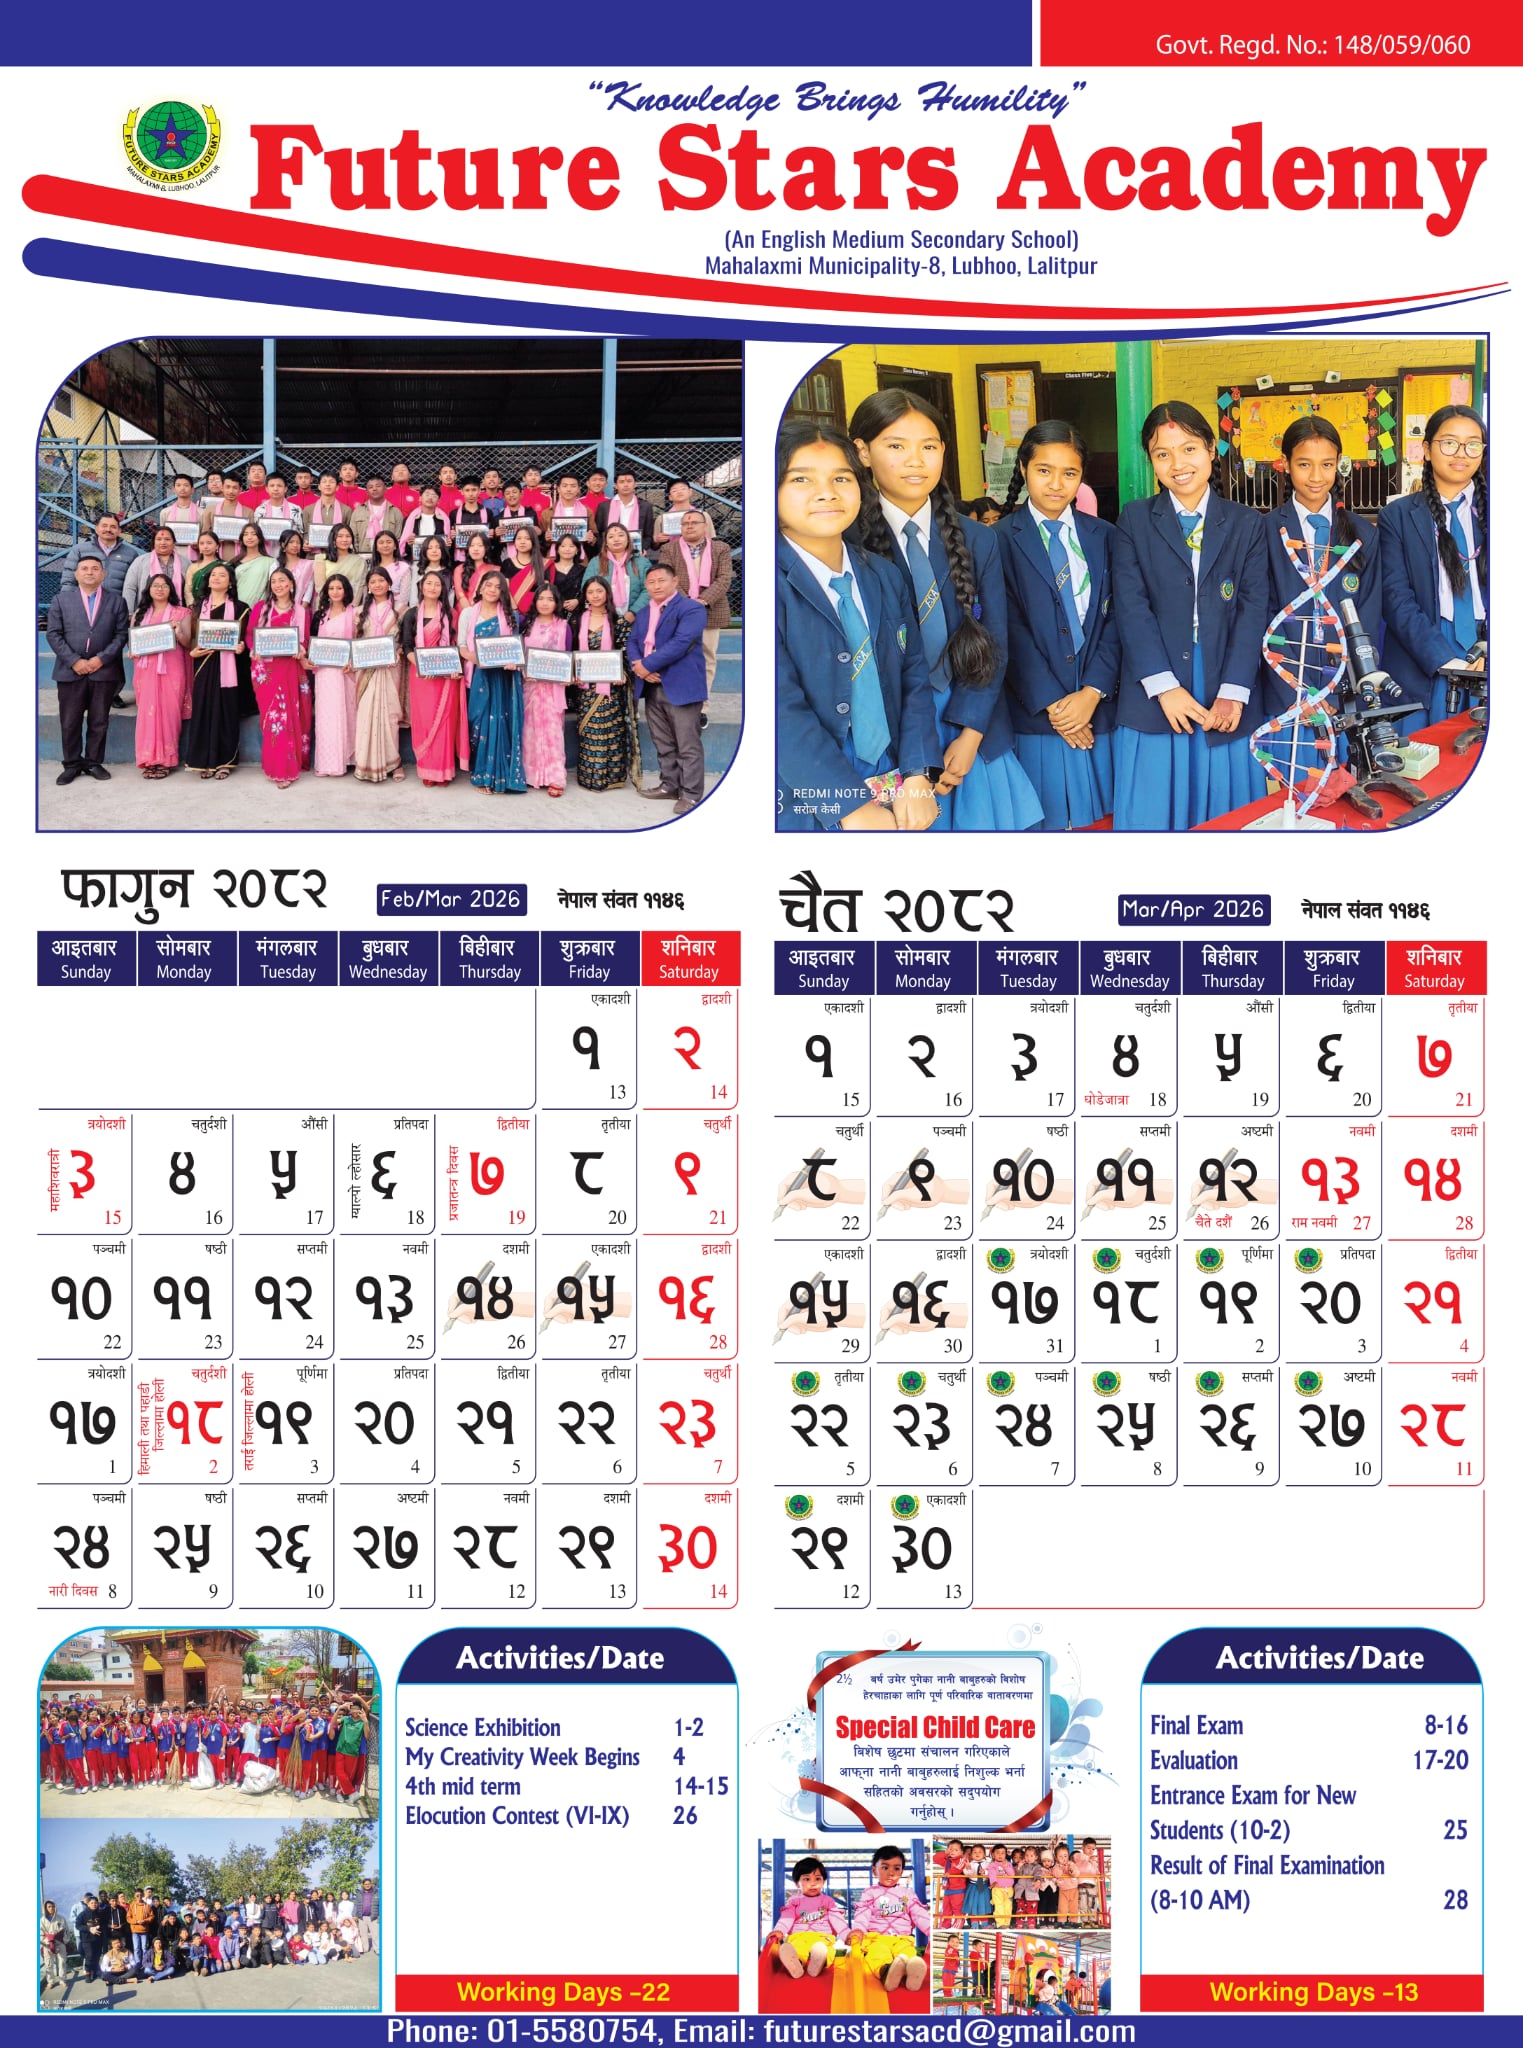 Govt. Regd. No.: 148/059/060
"Knowledge Brings Humility"
FUTURE STARS ACADEMY
MAHALAXMI-8, LUBHOO, LALITPUR
Future Stars Academy
(An English Medium Secondary School)
Mahalaxmi Municipality-8, Lubhoo, Lalitpur
Class Five
REDMI NOTE 9 PRO MAX
सरोज केसी
फागुन २०८२
Feb/Mar 2026
नेपाल संवत ११४६
आइतबार सोमबार मंगलबार बुधबार बिहीबार शुक्रबार शनिबार
Sunday Monday Tuesday Wednesday Thursday Friday Saturday
एकादशी द्वादशी
१ २
13 14
त्रयोदशी चतुर्दशी औंसी प्रतिपदा द्वितीया तृतीया चतुर्थी
महाशिवरात्री ३ ४ ५ ग्याल्पो ल्होसार ६ प्रजातन्त्र दिवस ७ ८ ९
15 16 17 18 19 20 21
पञ्चमी षष्ठी सप्तमी नवमी दशमी एकादशी द्वादशी
१० ११ १२ १३ १४ १५ १६
22 23 24 25 26 27 28
त्रयोदशी चतुर्दशी पूर्णिमा प्रतिपदा द्वितीया तृतीया चतुर्थी
१७ हिमाली तथा पहाडी जिल्लामा होली १८ तराई जिल्लामा होली १९ २० २१ २२ २३
1 2 3 4 5 6 7
पञ्चमी षष्ठी सप्तमी अष्टमी नवमी दशमी दशमी
२४ २५ २६ २७ २८ २९ ३०
नारी दिवस 8 9 10 11 12 13 14
चैत २०८२
Mar/Apr 2026
नेपाल संवत ११४६
आइतबार सोमबार मंगलबार बुधबार बिहीबार शुक्रबार शनिबार
Sunday Monday Tuesday Wednesday Thursday Friday Saturday
एकादशी द्वादशी त्रयोदशी चतुर्दशी औंसी द्वितीया तृतीया
१ २ ३ ४ ५ ६ ७
15 16 17 घोडेजात्रा 18 19 20 21
चतुर्थी पञ्चमी षष्ठी सप्तमी अष्टमी नवमी दशमी
८ ९ १० ११ १२ १३ १४
22 23 24 25 चैते दशैं 26 राम नवमी 27 28
एकादशी द्वादशी त्रयोदशी चतुर्दशी पूर्णिमा प्रतिपदा द्वितीया
१५ १६ १७ १८ १९ २० २१
29 30 31 1 2 3 4
तृतीया चतुर्थी पञ्चमी षष्ठी सप्तमी अष्टमी नवमी
२२ २३ २४ २५ २६ २७ २८
5 6 7 8 9 10 11
दशमी एकादशी
२९ ३०
12 13
REDMI NOTE 9 PRO MAX
Activities/Date
Science Exhibition 1-2
My Creativity Week Begins 4
4th mid term 14-15
Elocution Contest (VI-IX) 26
Working Days –22
2½ बर्ष उमेर पुगेका नानी बाबुहरुको बिशेष
हेरचाहाका लागि पूर्ण परिवारिक वातावरणमा
Special Child Care
बिशेष छुटमा संचालन गरिएकाले
आफ्ना नानी बाबुहरुलाई निशुल्क भर्ना
सहितको अवसरको सदुपयोग
गर्नुहोस् ।
Activities/Date
Final Exam 8-16
Evaluation 17-20
Entrance Exam for New
Students (10-2) 25
Result of Final Examination
(8-10 AM) 28
Working Days –13
Phone: 01-5580754, Email: futurestarsacd@gmail.com